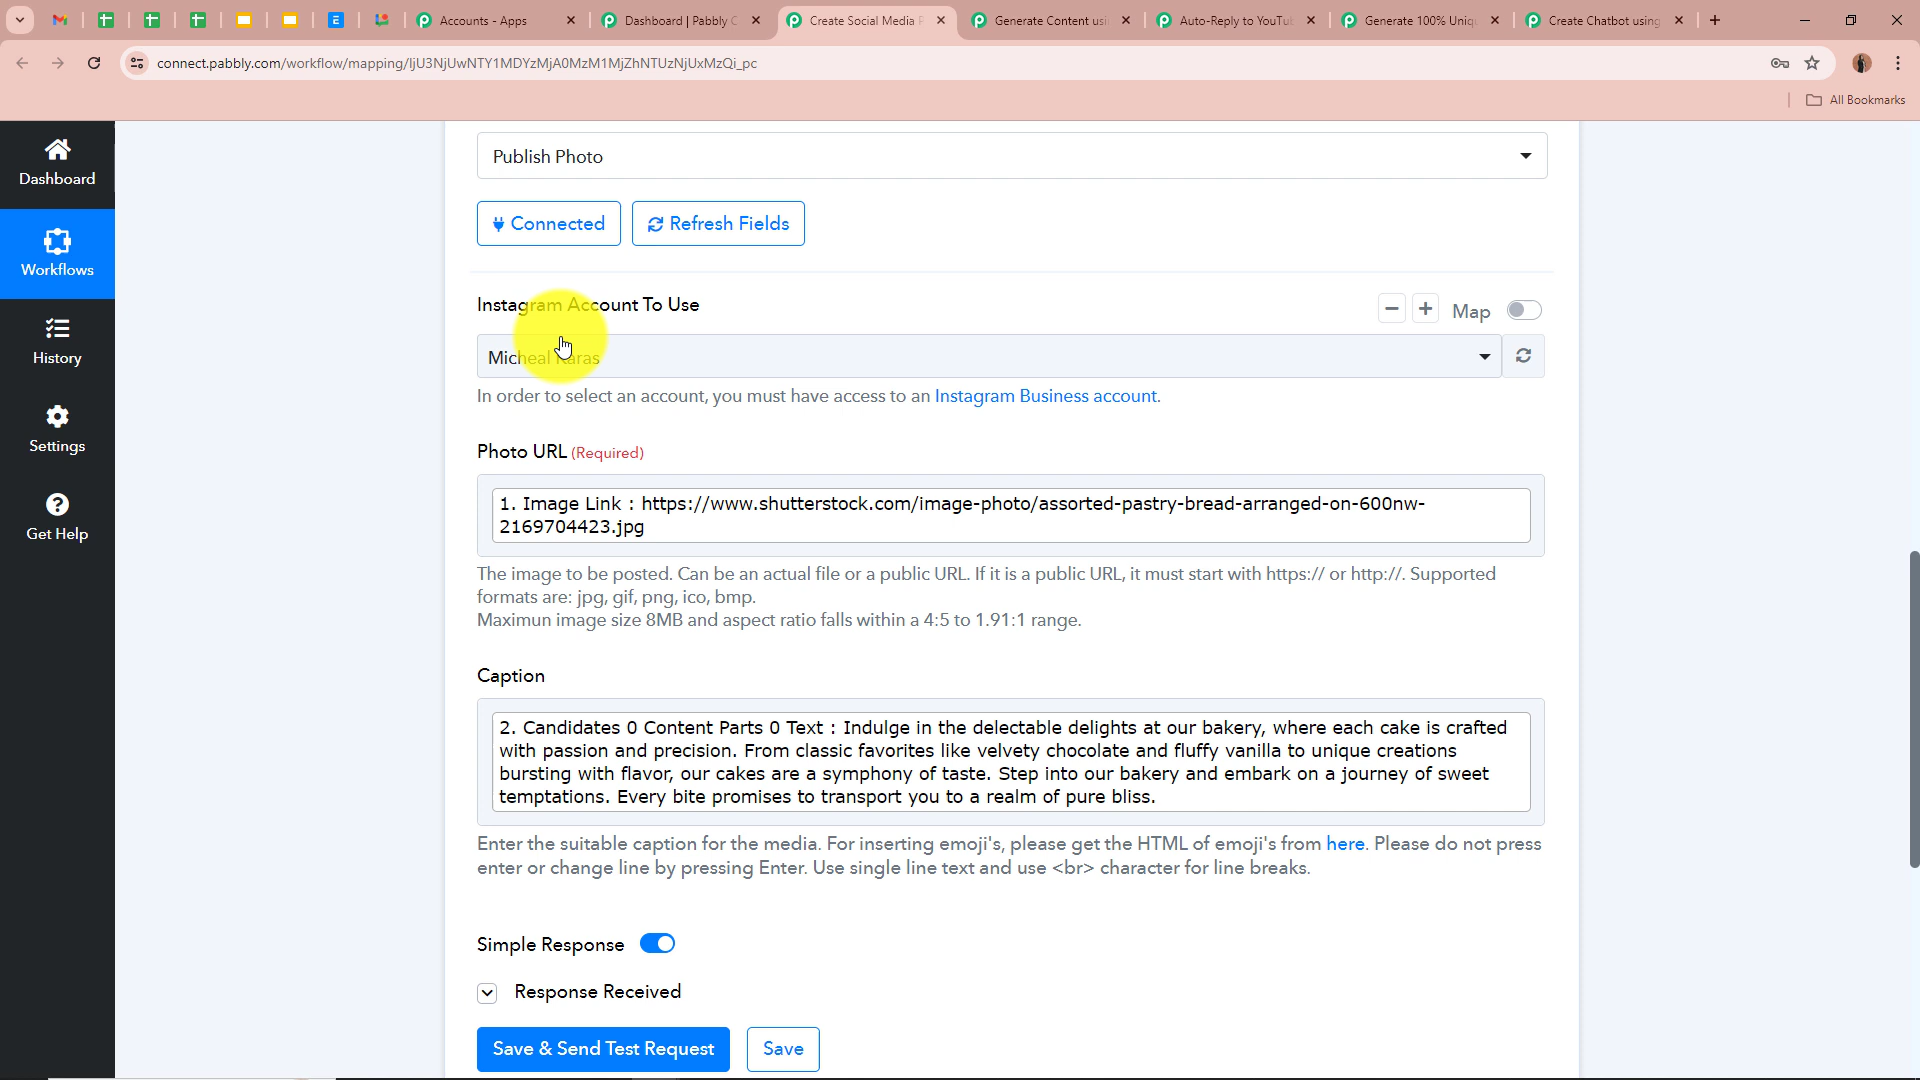 Accounts - Apps
Dashboard | Pabbly C
Create Social Media P
Generate Content usi
Auto-Reply to YouTu
Generate 100% Uniqu
Create Chatbot using
connect.pabbly.com/workflow/mapping/IjU3NjUwNTY1MDYzMjA0MzM1MjZhNTUzNjUxMzQi_pc
All Bookmarks
Dashboard
Workflows
History
Settings
Get Help
Publish Photo
Connected
Refresh Fields
Instagram Account To Use
Map
Micheal Karas
In order to select an account, you must have access to an Instagram Business account.
Photo URL (Required)
1. Image Link : https://www.shutterstock.com/image-photo/assorted-pastry-bread-arranged-on-600nw-
2169704423.jpg
The image to be posted. Can be an actual file or a public URL. If it is a public URL, it must start with https:// or http://. Supported
formats are: jpg, gif, png, ico, bmp.
Maximun image size 8MB and aspect ratio falls within a 4:5 to 1.91:1 range.
Caption
2. Candidates 0 Content Parts 0 Text : Indulge in the delectable delights at our bakery, where each cake is crafted
with passion and precision. From classic favorites like velvety chocolate and fluffy vanilla to unique creations
bursting with flavor, our cakes are a symphony of taste. Step into our bakery and embark on a journey of sweet
temptations. Every bite promises to transport you to a realm of pure bliss.
Enter the suitable caption for the media. For inserting emoji's, please get the HTML of emoji's from here. Please do not press
enter or change line by pressing Enter. Use single line text and use <br> character for line breaks.
Simple Response
Response Received
Save & Send Test Request
Save